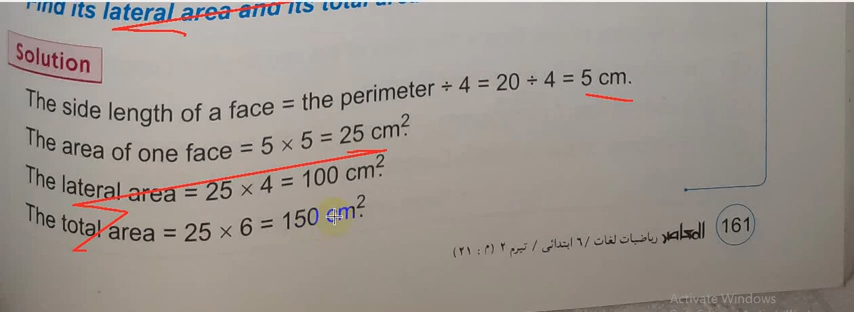 Find its lateral area and its total
Solution
The side length of a face = the perimeter ÷ 4 = 20 ÷ 4 = 5 cm.
The area of one face = 5 × 5 = 25 cm².
The lateral area = 25 × 4 = 100 cm².
The total area = 25 × 6 = 150 cm².
المعاصر رياضيات لغات /٦ ابتدائى / تيرم ٢ (م : ٢١) 161
Activate Windows